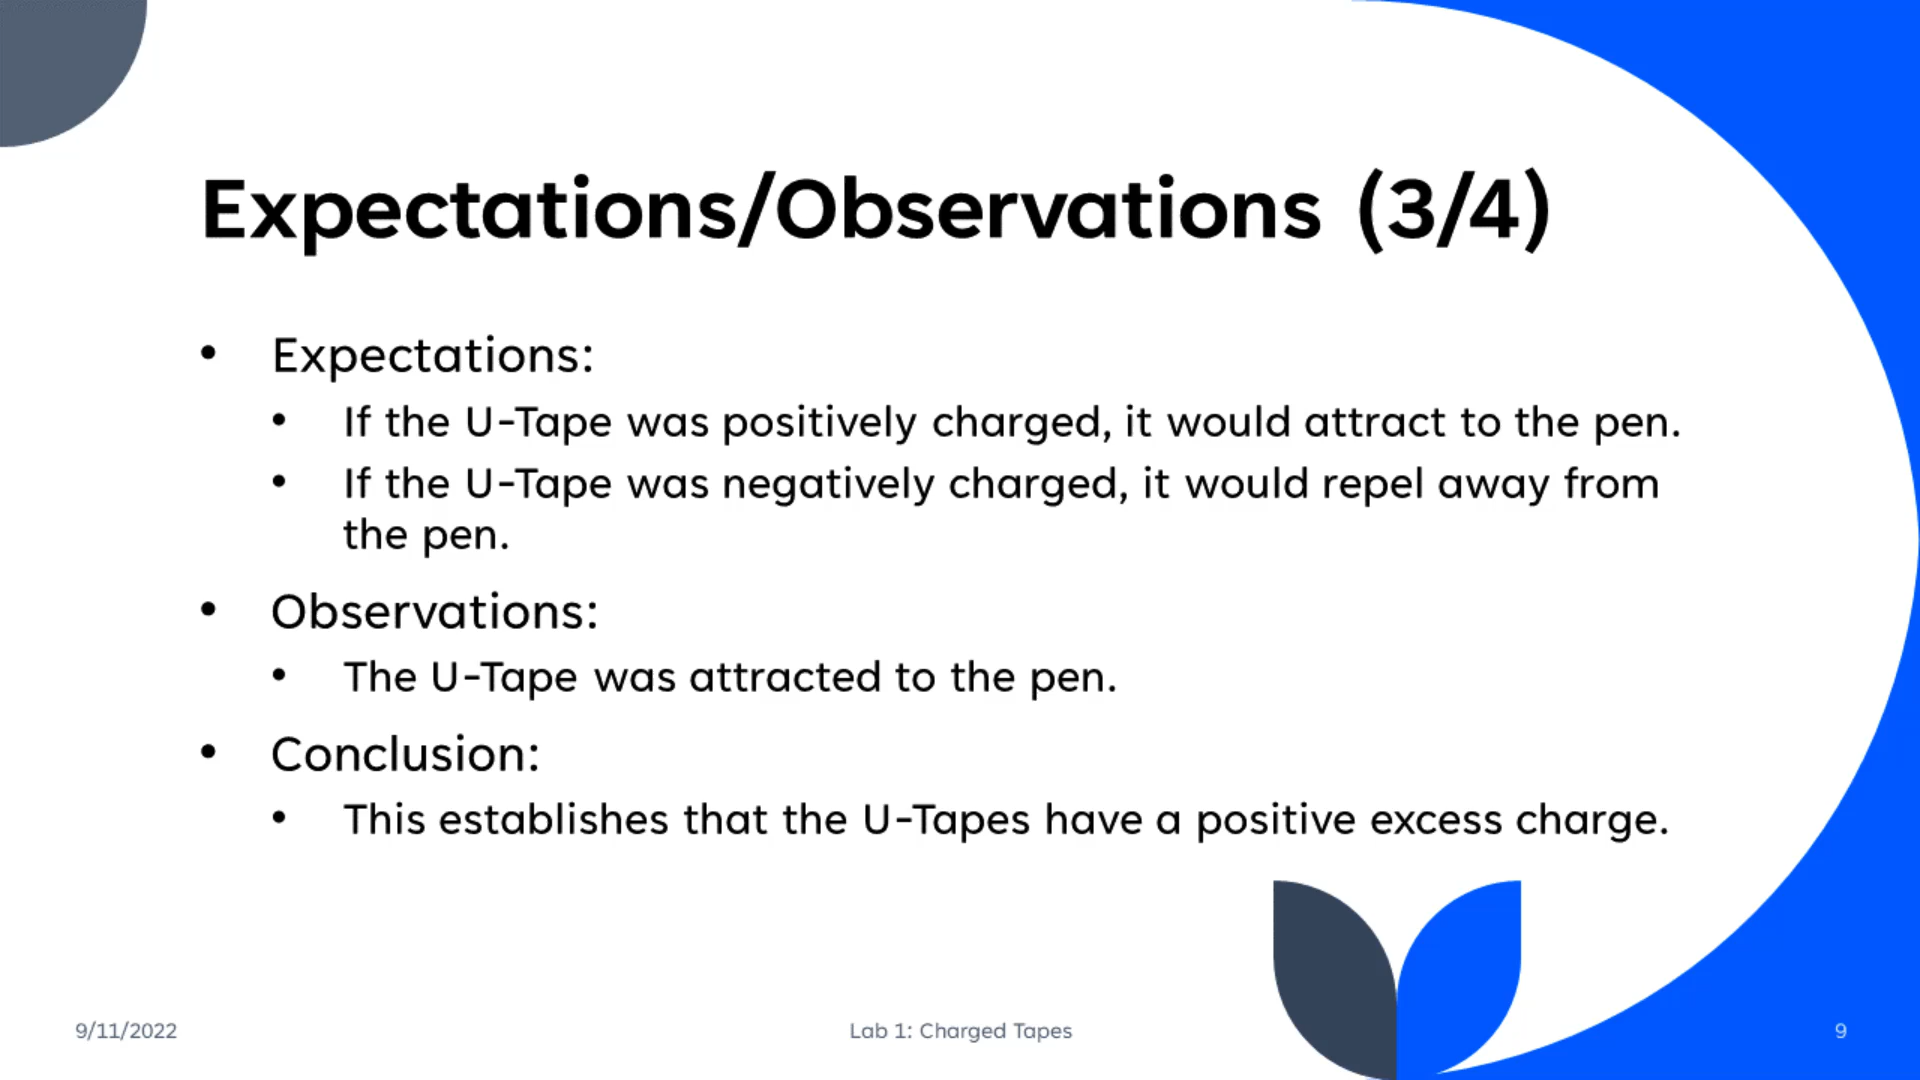 Expectations/Observations (3/4)
• Expectations:
• If the U-Tape was positively charged, it would attract to the pen.
• If the U-Tape was negatively charged, it would repel away from
the pen.
• Observations:
• The U-Tape was attracted to the pen.
• Conclusion:
• This establishes that the U-Tapes have a positive excess charge.
9/11/2022
Lab 1: Charged Tapes
9